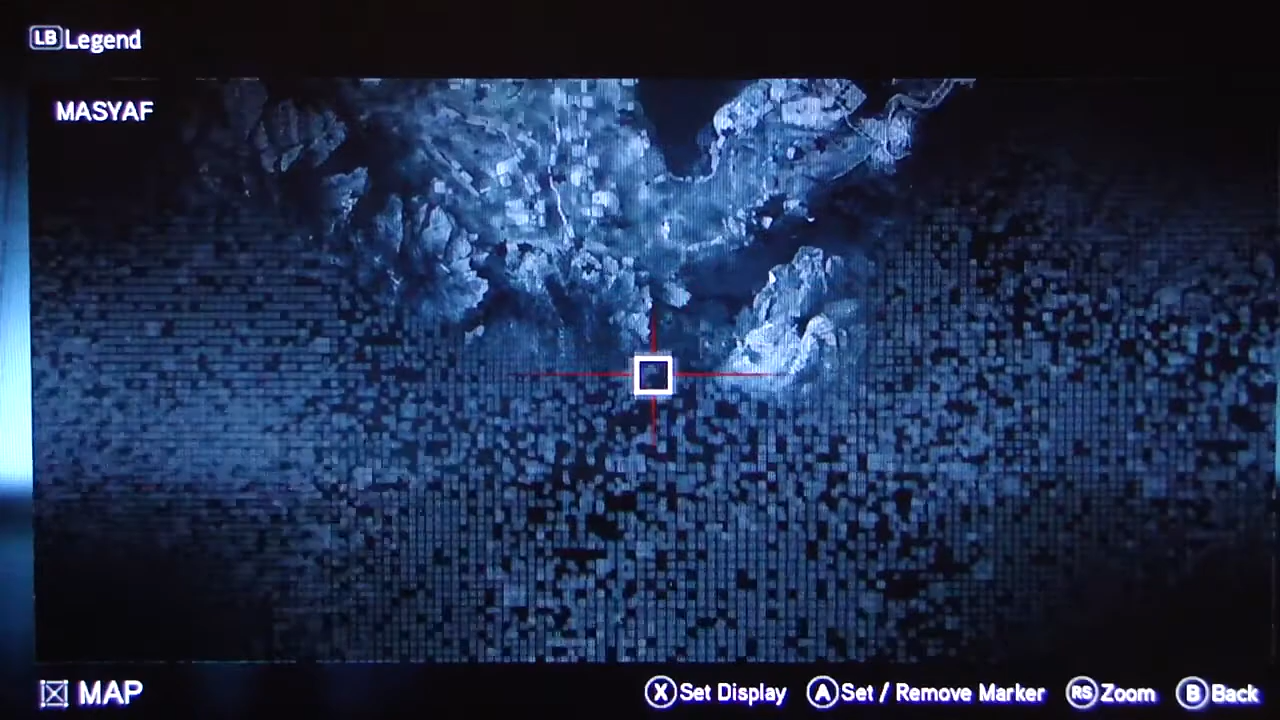 LB Legend
MASYAF
MAP
X Set Display A Set / Remove Marker RS Zoom B Back